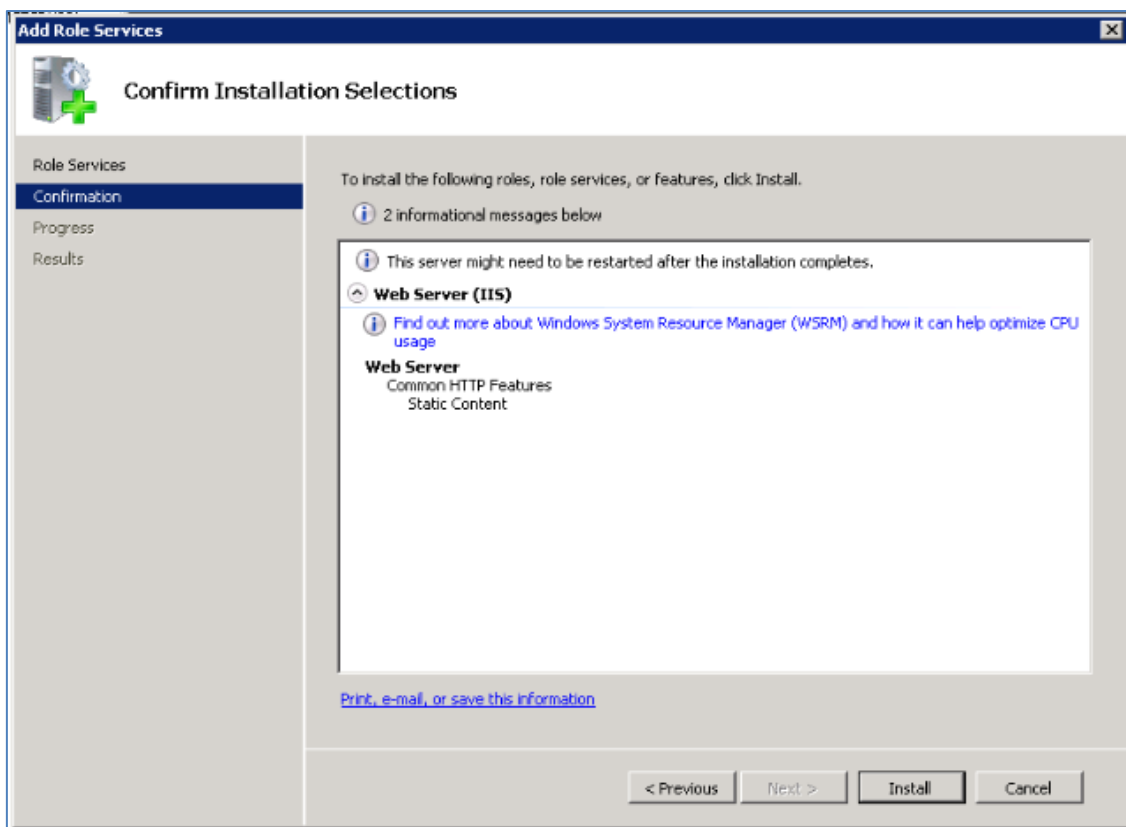 Add Role Services
Confirm Installation Selections
Role Services
Confirmation
Progress
Results
To install the following roles, role services, or features, click Install.
2 informational messages below
This server might need to be restarted after the installation completes.
Web Server (IIS)
Find out more about Windows System Resource Manager (WSRM) and how it can help optimize CPU
usage
Web Server
Common HTTP Features
Static Content
Print, e-mail, or save this information
< Previous
Next >
Install
Cancel